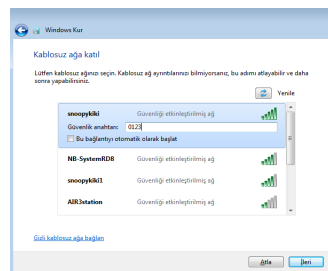 Windows Kur
Kablosuz ağa katıl
Lütfen kablosuz ağınızı seçin. Kablosuz ağ ayrıntılarınızı bilmiyorsanız, bu adımı atlayabilir ve daha
sonra yapabilirsiniz.
Yenile
snoopykiki Güvenliği etkinleştirilmiş ağ
Güvenlik anahtarı: 0123
Bu bağlantıyı otomatik olarak başlat
NB-SystemRDB Güvenliği etkinleştirilmiş ağ
snoopykiki1 Güvenliği etkinleştirilmiş ağ
AIR3station Güvenliği etkinleştirilmiş ağ
Gizli kablosuz ağa bağlan
Atla İleri